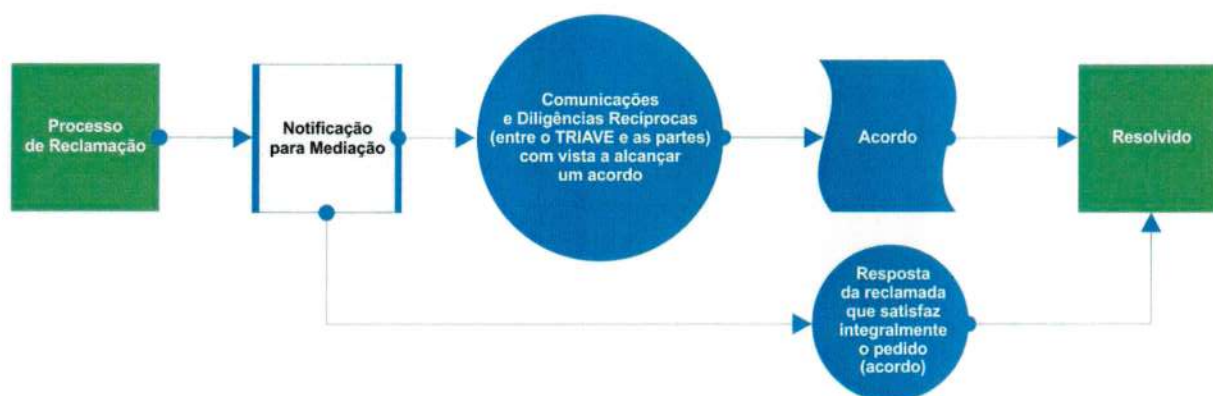 Processo
de Reclamação
Notificação
para Mediação
Comunicações
e Diligências Recíprocas
(entre o TRIAVE e as partes)
com vista a alcançar
um acordo
Acordo
Resolvido
Resposta
da reclamada
que satisfaz
integralmente
o pedido
(acordo)